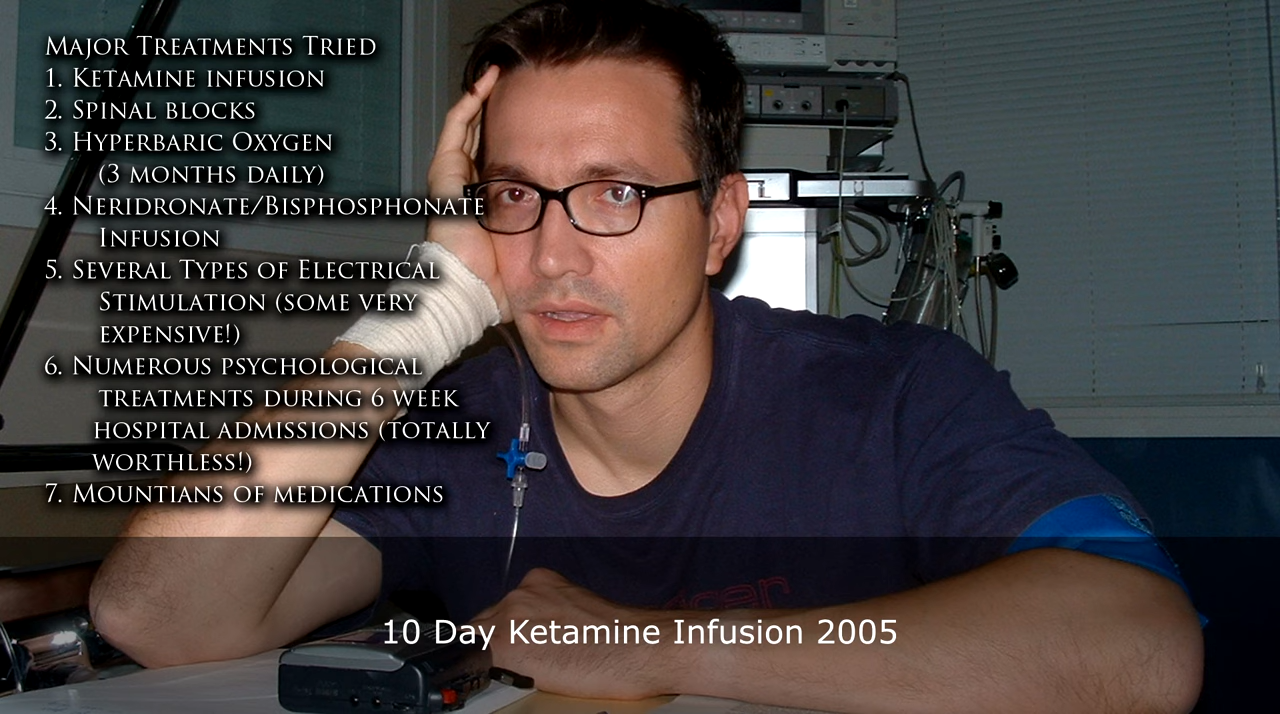 Major Treatments Tried
1. Ketamine infusion
2. Spinal blocks
3. Hyperbaric Oxygen
(3 months daily)
4. Neridronate/Bisphosphonate
Infusion
5. Several Types of Electrical
Stimulation (some very
expensive!)
6. Numerous psychological
treatments during 6 week
hospital admissions (totally
worthless!)
7. Mountians of medications
10 Day Ketamine Infusion 2005